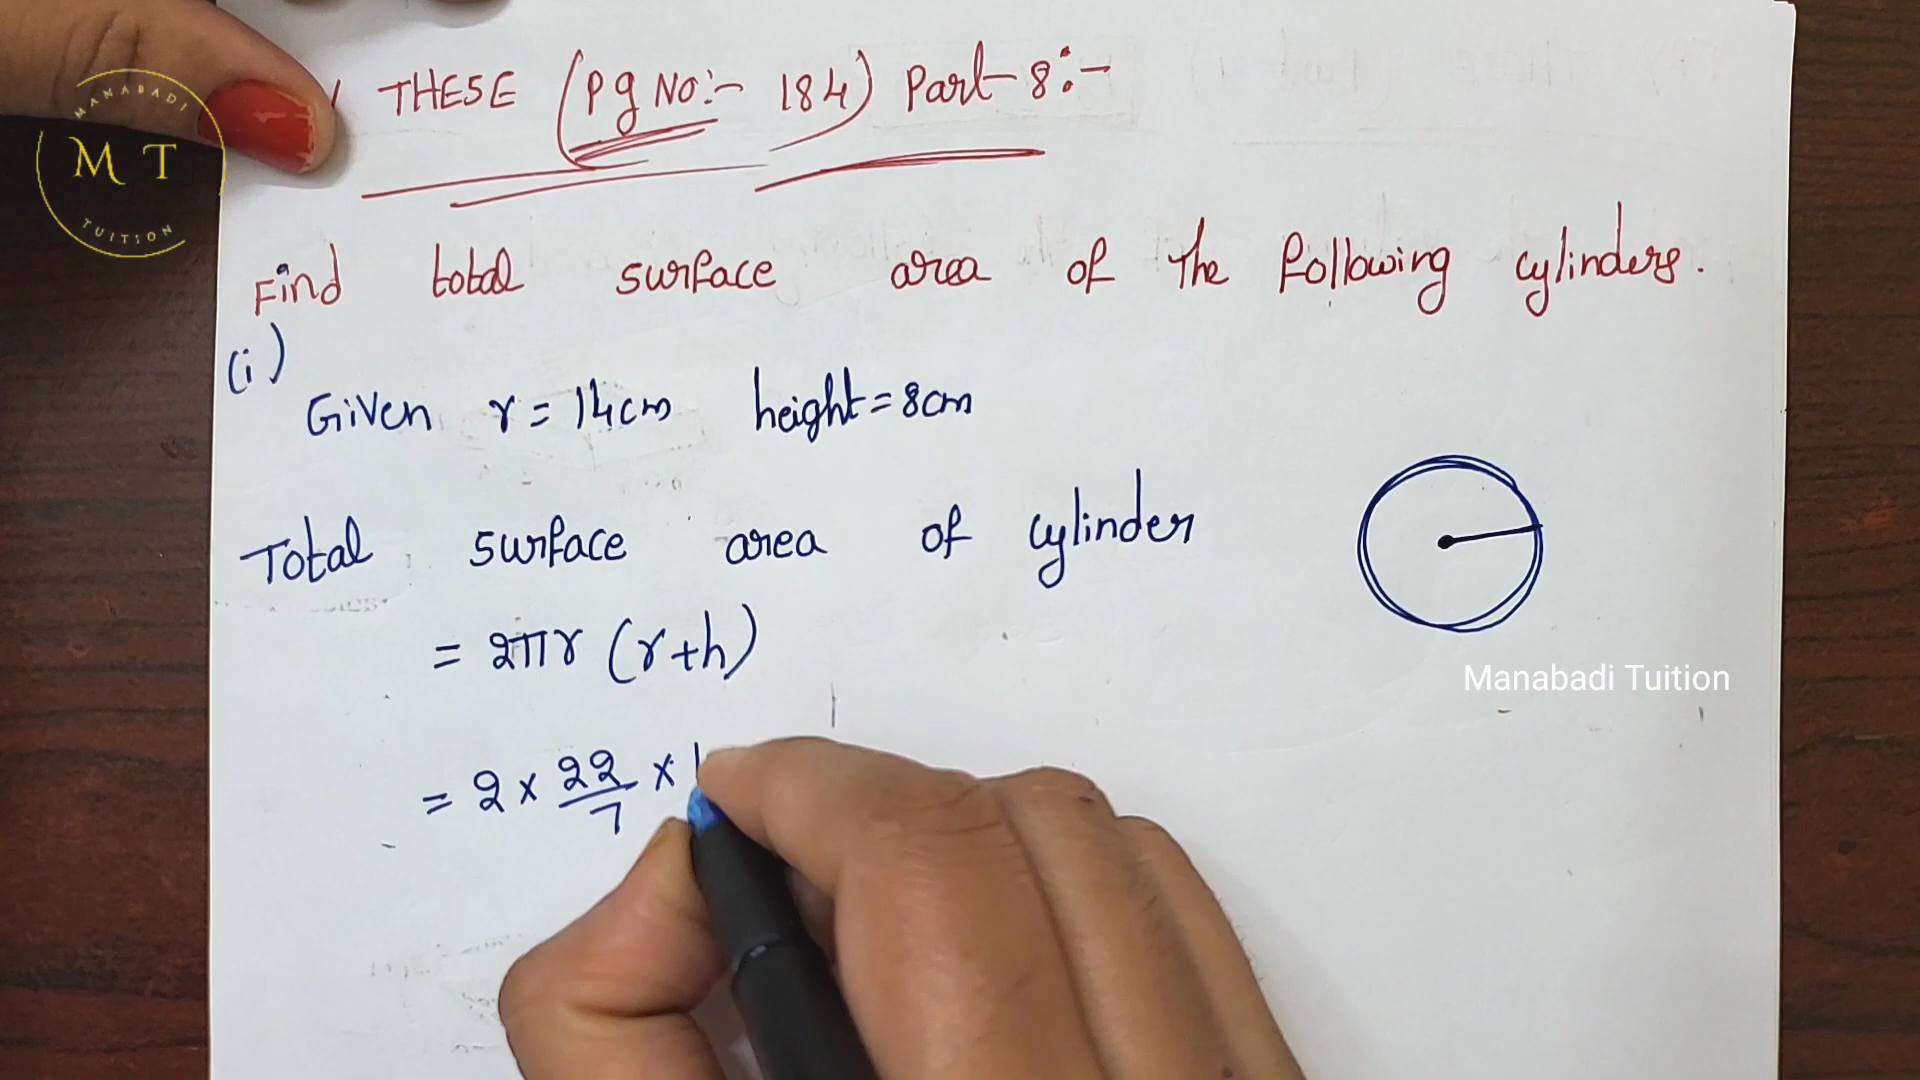 THESE (Pg No:- 184) Part-8:-
MANABADI
M T
TUITION
Find total surface area of the following cylinders.
(i)
Given r = 14cm height = 8cm
Total surface area of cylinder
= 2πr (r+h)
Manabadi Tuition
= 2 × 22/7 × 1